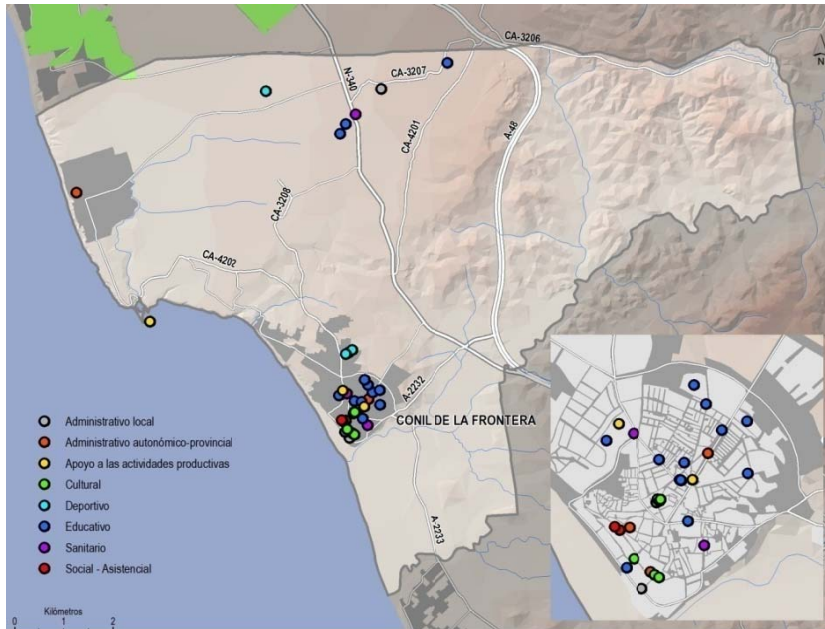 CA-3206
N
N-340
CA-3207
A-48
CA-4201
CA-3208
CA-4202
A-2232
CONIL DE LA FRONTERA
Administrativo local
Administrativo autonómico-provincial
Apoyo a las actividades productivas
Cultural
Deportivo
Educativo
Sanitario
Social - Asistencial
A-2233
Kilómetros
0 1 2